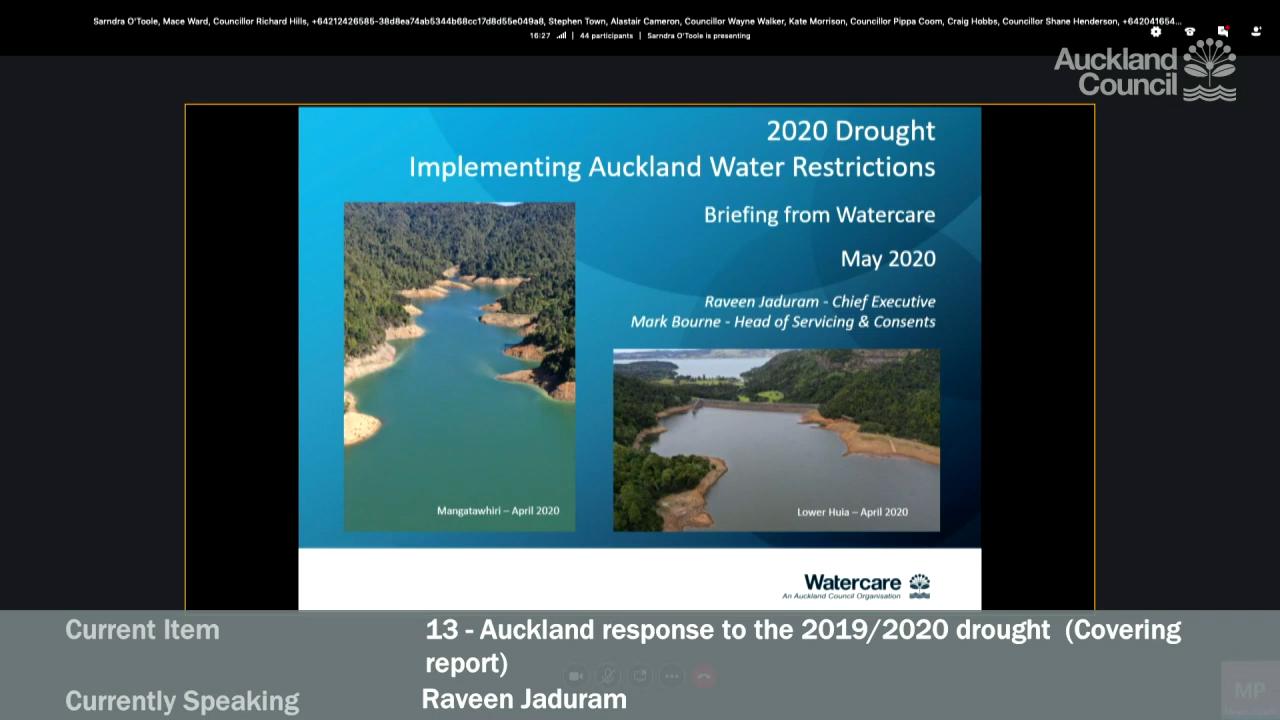 Sarndra O'Toole, Mace Ward, Councillor Richard Hills, +64212426585-38d8ea74ab5344b68cc17d8d55e049a8, Stephen Town, Alastair Cameron, Councillor Wayne Walker, Kate Morrison, Councillor Pippa Coom, Craig Hobbs, Councillor Shane Henderson, +642041654...
16:27 | 44 participants | Sarndra O'Toole is presenting
Auckland
Council
2020 Drought
Implementing Auckland Water Restrictions
Briefing from Watercare
May 2020
Raveen Jaduram - Chief Executive
Mark Bourne - Head of Servicing & Consents
Mangatawhiri – April 2020
Lower Huia – April 2020
Watercare
An Auckland Council Organisation
Current Item
13 - Auckland response to the 2019/2020 drought (Covering
report)
Currently Speaking
Raveen Jaduram
MP